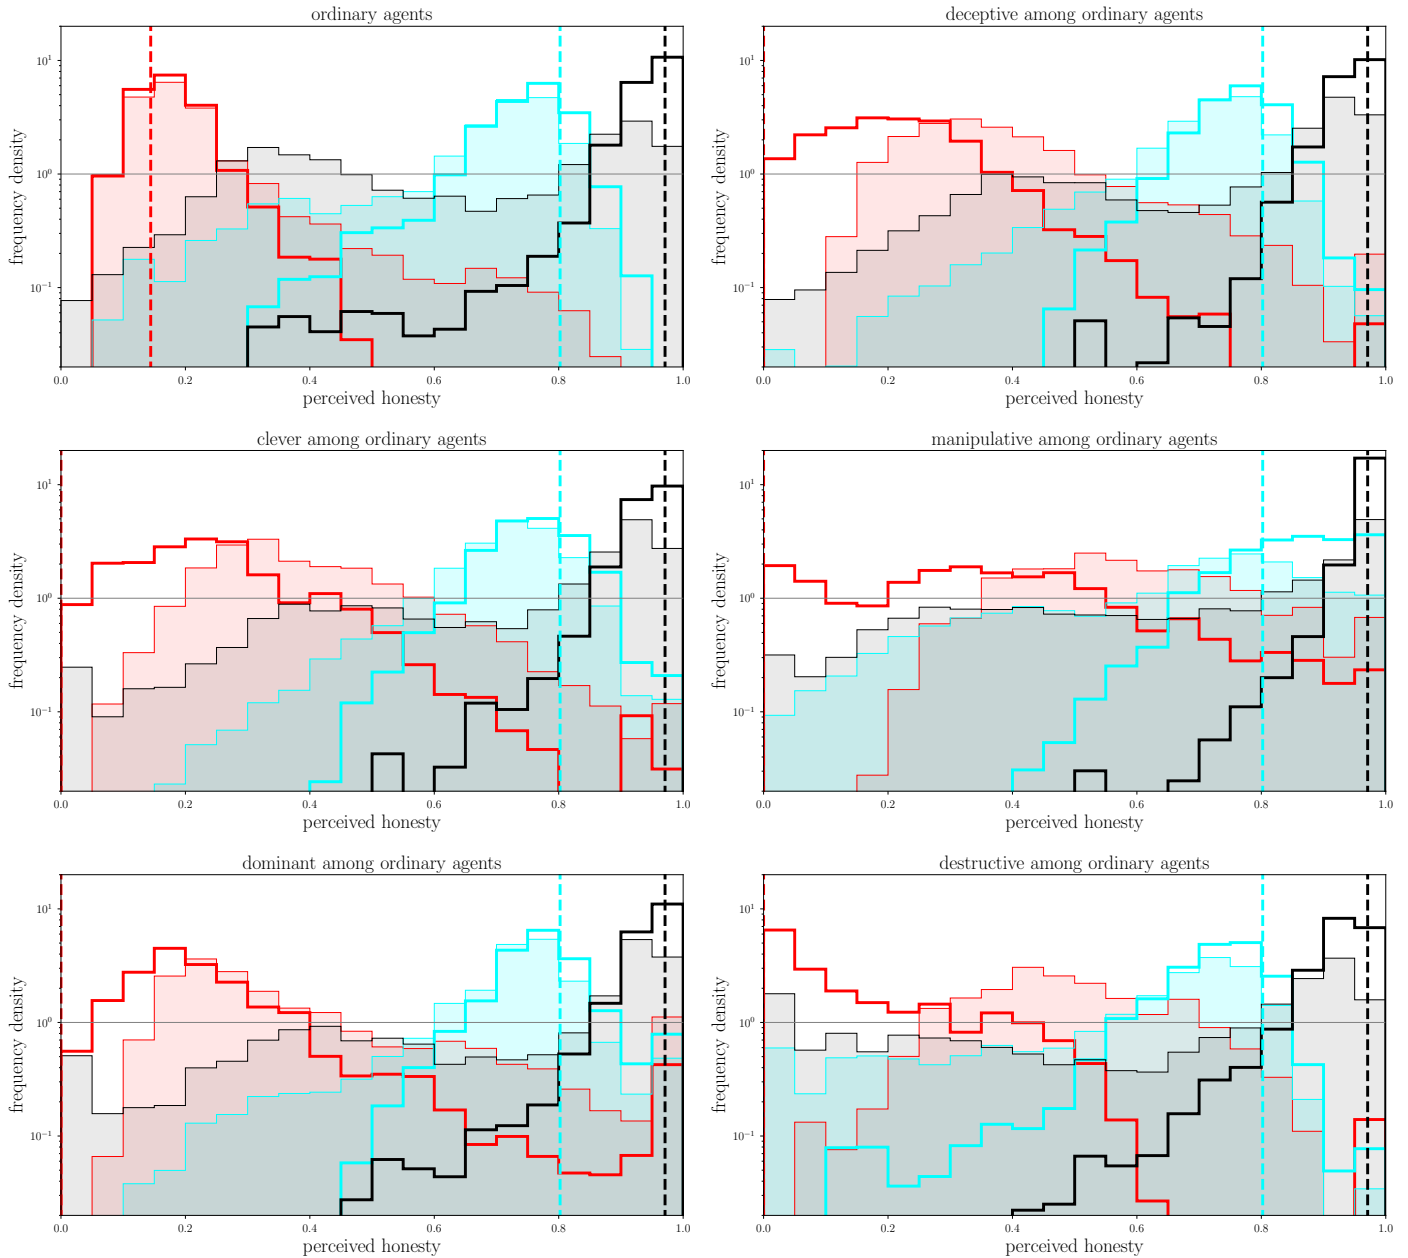 ordinary agents
deceptive among ordinary agents
frequency density
10¹
10⁰
10⁻¹
0.0 0.2 0.4 0.6 0.8 1.0
perceived honesty
frequency density
10¹
10⁰
10⁻¹
0.0 0.2 0.4 0.6 0.8 1.0
perceived honesty
clever among ordinary agents
manipulative among ordinary agents
frequency density
10¹
10⁰
10⁻¹
0.0 0.2 0.4 0.6 0.8 1.0
perceived honesty
frequency density
10¹
10⁰
10⁻¹
0.0 0.2 0.4 0.6 0.8 1.0
perceived honesty
dominant among ordinary agents
destructive among ordinary agents
frequency density
10¹
10⁰
10⁻¹
0.0 0.2 0.4 0.6 0.8 1.0
perceived honesty
frequency density
10¹
10⁰
10⁻¹
0.0 0.2 0.4 0.6 0.8 1.0
perceived honesty